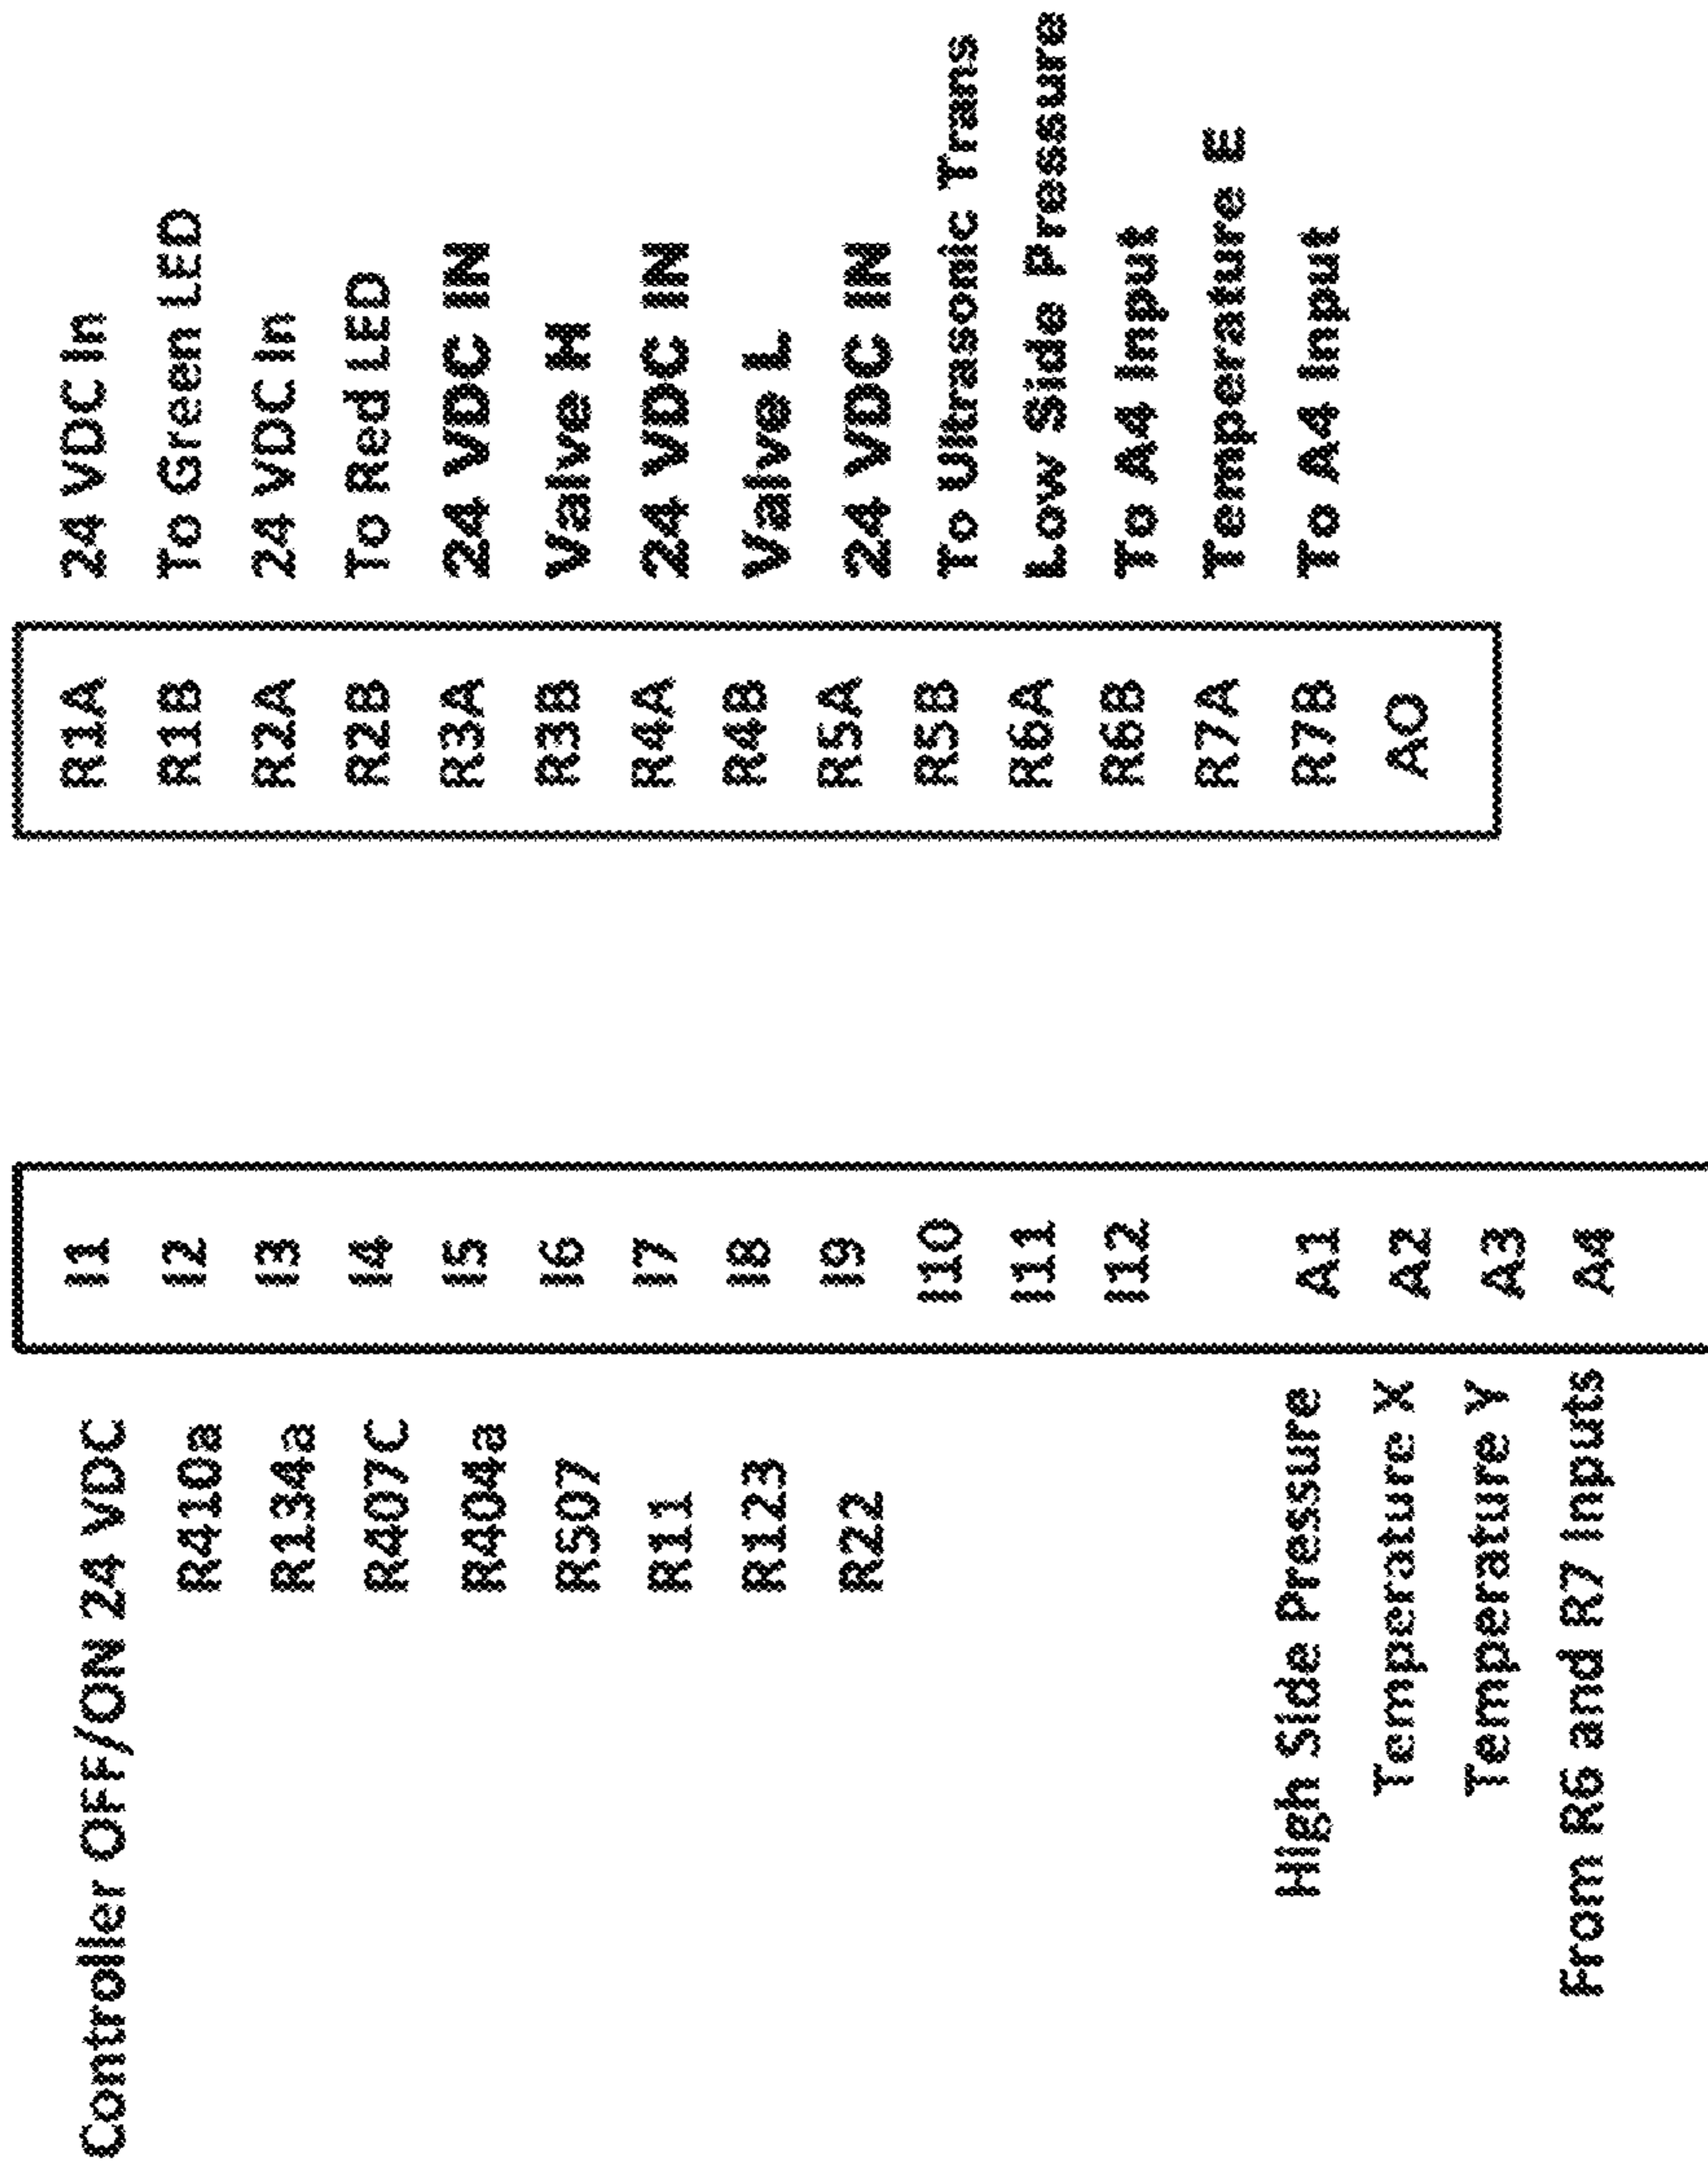 Controller OFF/ON 24 VDC I1
R410a I2
R134a I3
R407C I4
R404a I5
R507 I6
R11 I7
R123 I8
R22 I9
I10
I11
I12
High Side Pressure A1
Temperature X A2
Temperature Y A3
From R6 and R7 Inputs A4
R1A 24 VDC In
R1B To Green LED
R2A 24 VDC In
R2B To Red LED
R3A 24 VDC IN
R3B Valve H
R4A 24 VDC IN
R4B Valve L
R5A 24 VDC IN
R5B To Ultrasonic Trans
R6A Low Side Pressure
R6B To A4 Input
R7A Temperature E
R7B To A4 Input
AO